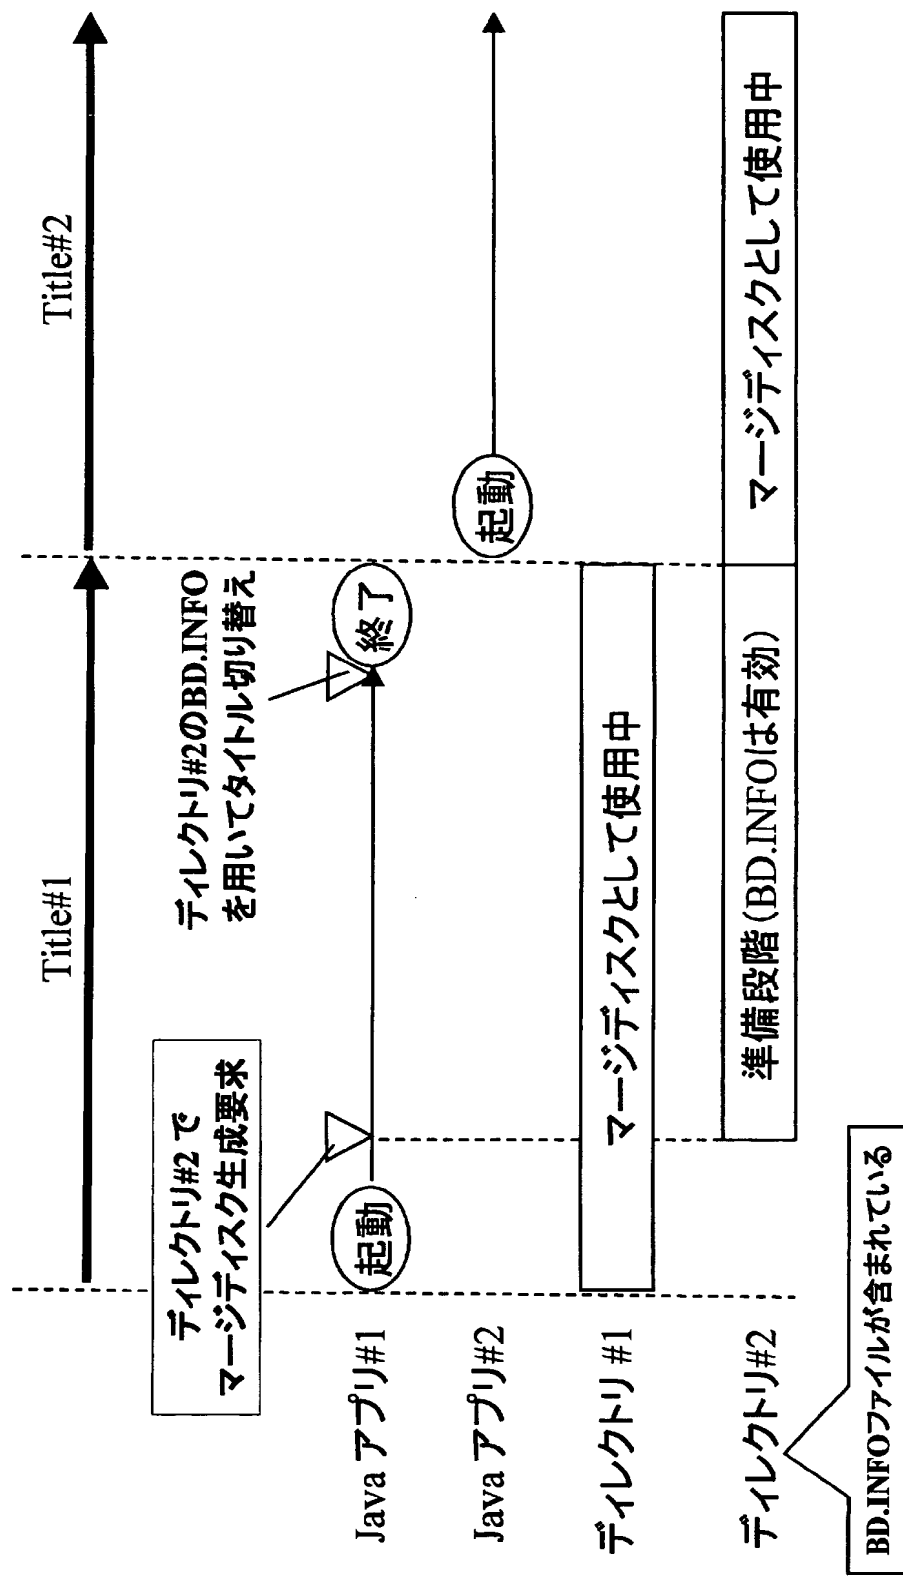 Title#1
Title#2
ディレクトリ#2 で
マージディスク生成要求
ディレクトリ#2のBD.INFO
を用いてタイトル切り替え
Java アプリ#1
起動
終了
Java アプリ#2
起動
ディレクトリ #1
マージディスクとして使用中
ディレクトリ#2
準備段階(BD.INFOは有効)
マージディスクとして使用中
BD.INFOファイルが含まれている